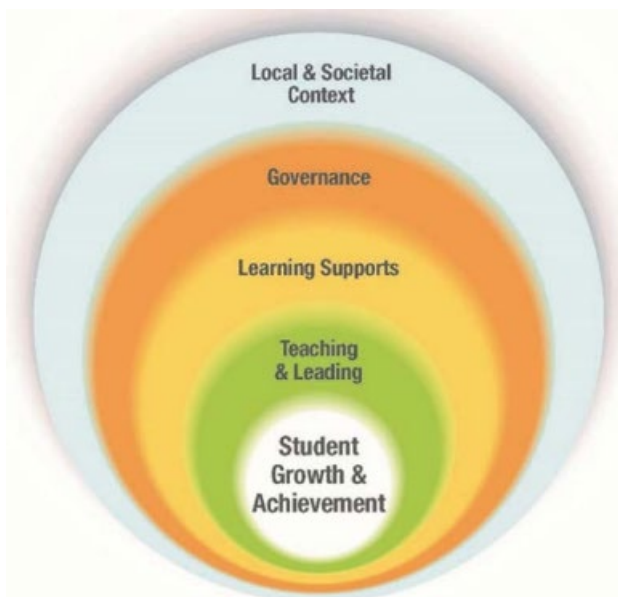 Local & Societal
Context
Governance
Learning Supports
Teaching
& Leading
Student
Growth &
Achievement